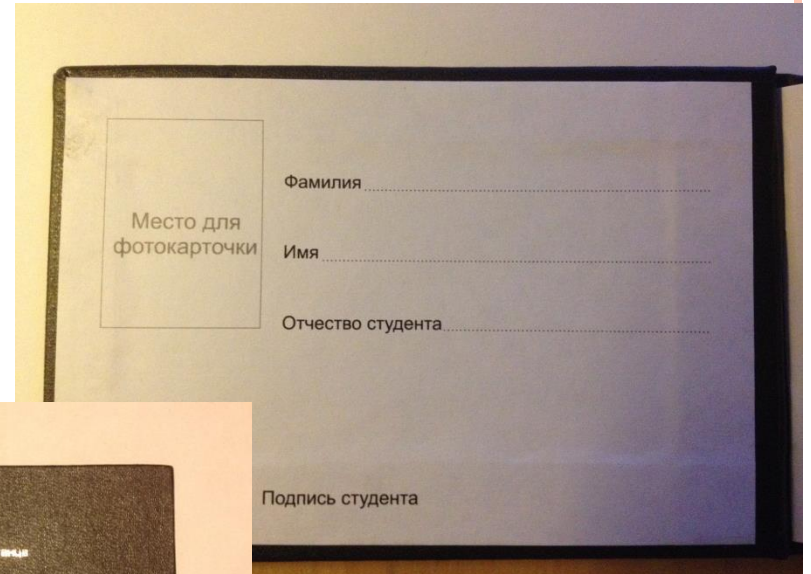 Фамилия
Место для
фотокарточки
Имя
Отчество студента
Подпись студента